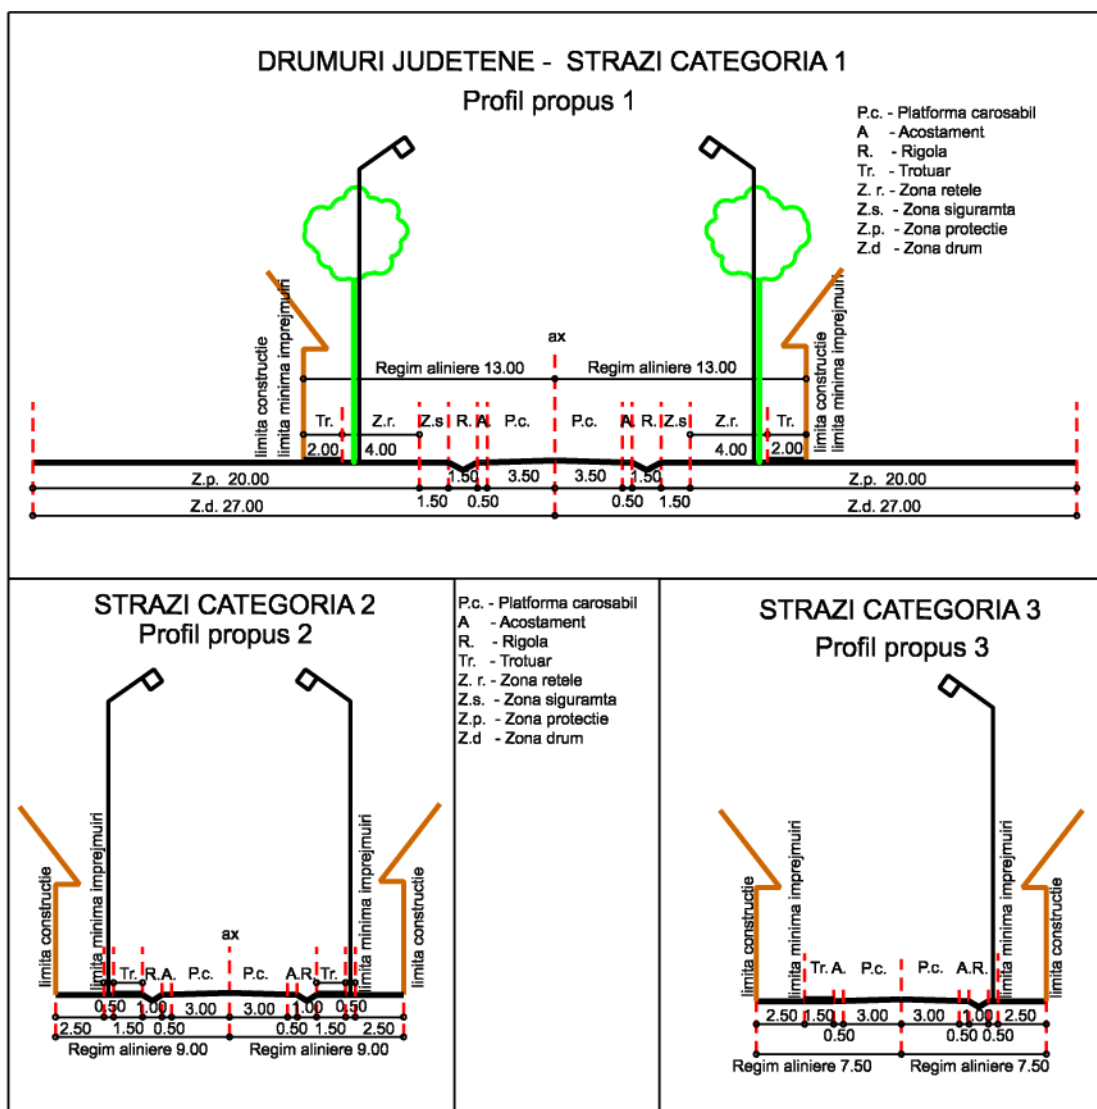 DRUMURI JUDETENE - STRAZI CATEGORIA 1
Profil propus 1
P.c. - Platforma carosabil
A - Acostament
R. - Rigola
Tr. - Trotuar
Z. r. - Zona retele
Z.s. - Zona siguramta
Z.p. - Zona protectie
Z.d - Zona drum
limita constructie
limita minima imprejmuiri
limita constructie
limita minima imprejmuiri
ax
Regim aliniere 13.00 Regim aliniere 13.00
Tr. Z.r. Z.s R. A. P.c. P.c. A. R. Z.s Z.r. Tr.
2.00 4.00 4.00 2.00
Z.p. 20.00 1.50 3.50 3.50 1.50 Z.p. 20.00
1.50 0.50 0.50 1.50
Z.d. 27.00 Z.d. 27.00
STRAZI CATEGORIA 2
Profil propus 2
limita constructie
limita minima imprejmuiri
limita minima imprejmuiri
limita constructie
ax
Tr. R. A. P.c. P.c. A. R. Tr.
0.50 1.00 3.00 3.00 1.00 0.50
2.50 1.50 0.50 0.50 1.50 2.50
Regim aliniere 9.00 Regim aliniere 9.00
P.c. - Platforma carosabil
A - Acostament
R. - Rigola
Tr. - Trotuar
Z. r. - Zona retele
Z.s. - Zona siguramta
Z.p. - Zona protectie
Z.d - Zona drum
STRAZI CATEGORIA 3
Profil propus 3
limita constructie
limita minima imprejmuiri
limita minima imprejmuiri
limita constructie
Tr. A. P.c. P.c. A. R.
2.50 1.50 3.00 3.00 1.00 2.50
0.50 0.50 0.50
Regim aliniere 7.50 Regim aliniere 7.50